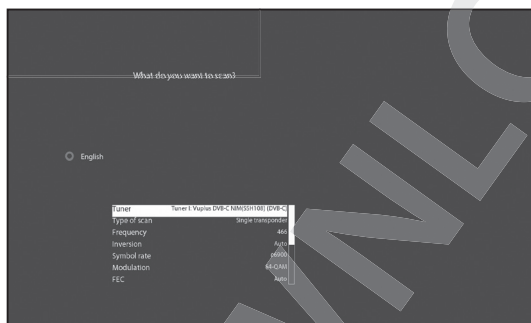 What do you want to scan?
English
Tuner Tuner I: Vuplus DVB-C NIM(SSH108) (DVB-C)
Type of scan Single transponder
Frequency 466
Inversion Auto
Symbol rate 6900
Modulation 64-QAM
FEC Auto